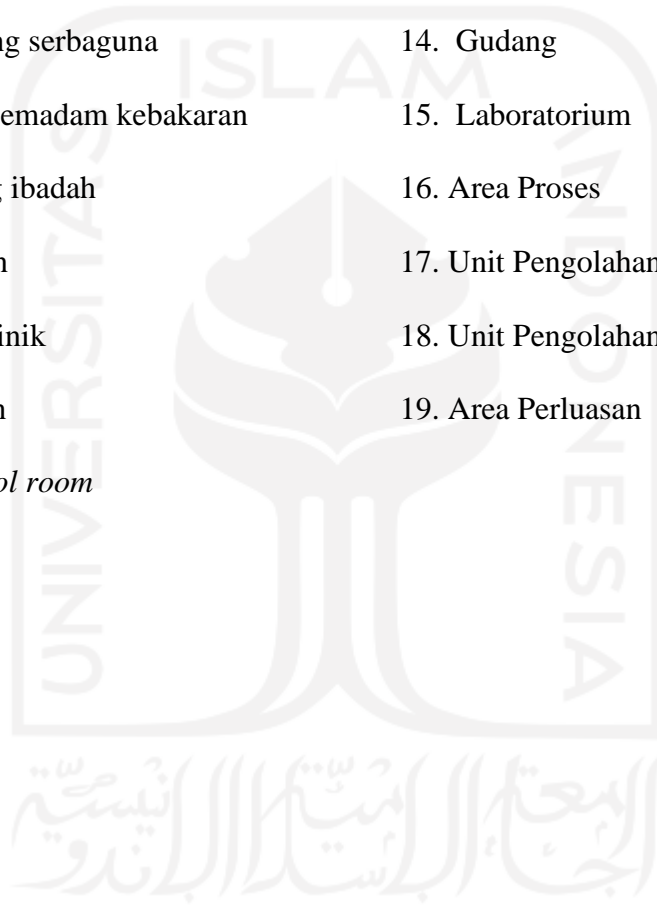 ng serbaguna
emadam kebakaran
g ibadah
n
inik
n
ol room
14. Gudang
15. Laboratorium
16. Area Proses
17. Unit Pengolahan
18. Unit Pengolahan
19. Area Perluasan
ISLAM
UNIVERSITAS
INDONESIA